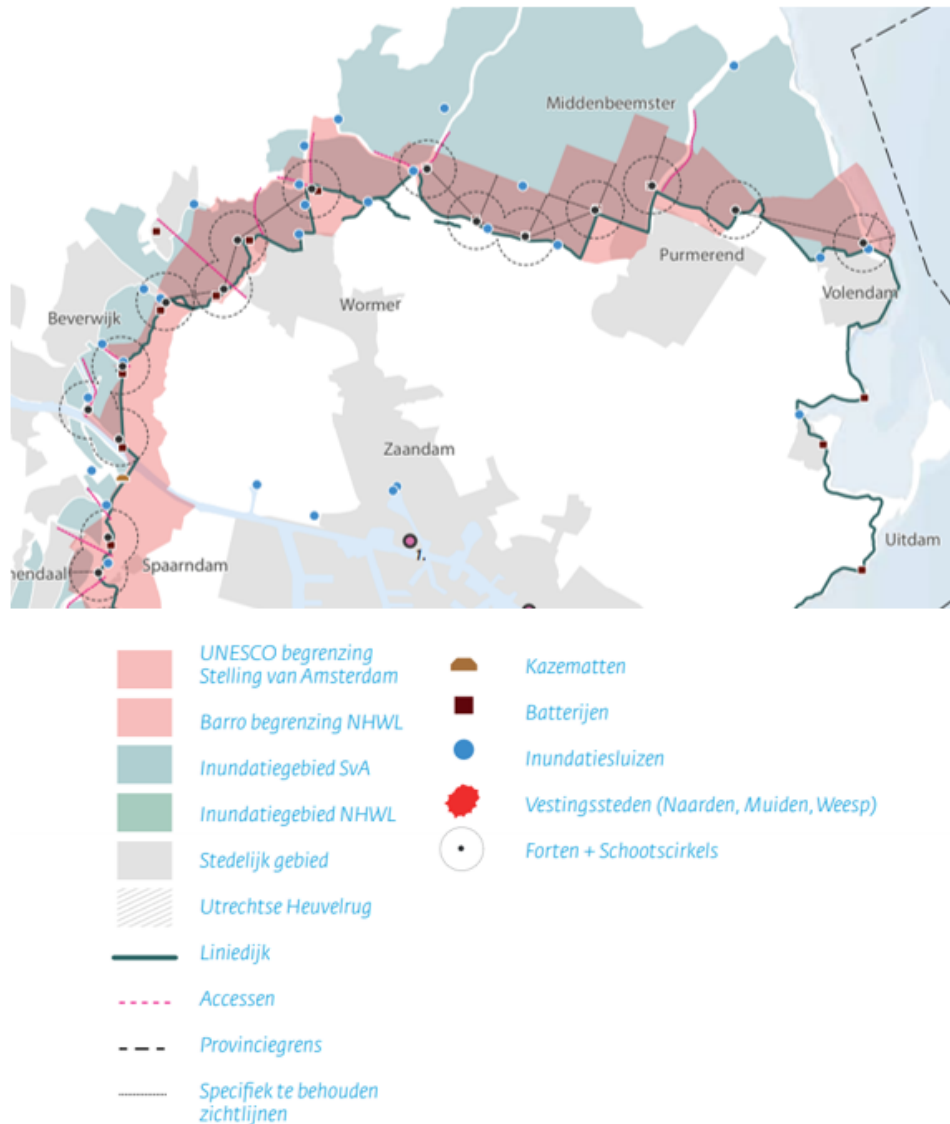 Middenbeemster
Purmerend
Volendam
Wormer
Beverwijk
Zaandam
1.
Uitdam
Spaarndam
nendaal
UNESCO begrenzing
Stelling van Amsterdam
Barro begrenzing NHWL
Inundatiegebied SvA
Inundatiegebied NHWL
Stedelijk gebied
Utrechtse Heuvelrug
Liniedijk
Accessen
Provinciegrens
Specifiek te behouden
zichtlijnen
Kazematten
Batterijen
Inundatiesluizen
Vestingssteden (Naarden, Muiden, Weesp)
Forten + Schootscirkels